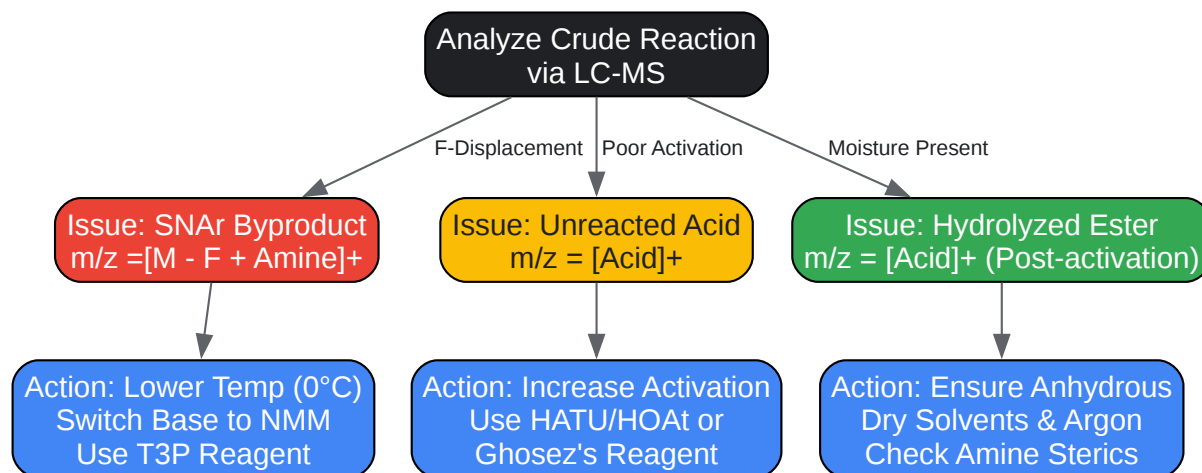 Analyze Crude Reaction
via LC-MS
F-Displacement
Poor Activation
Moisture Present
Issue: SNAr Byproduct
m/z =[M - F + Amine]+
Issue: Unreacted Acid
m/z = [Acid]+
Issue: Hydrolyzed Ester
m/z = [Acid]+ (Post-activation)
Action: Lower Temp (0°C)
Switch Base to NMM
Use T3P Reagent
Action: Increase Activation
Use HATU/HOAt or
Ghosez's Reagent
Action: Ensure Anhydrous
Dry Solvents & Argon
Check Amine Sterics